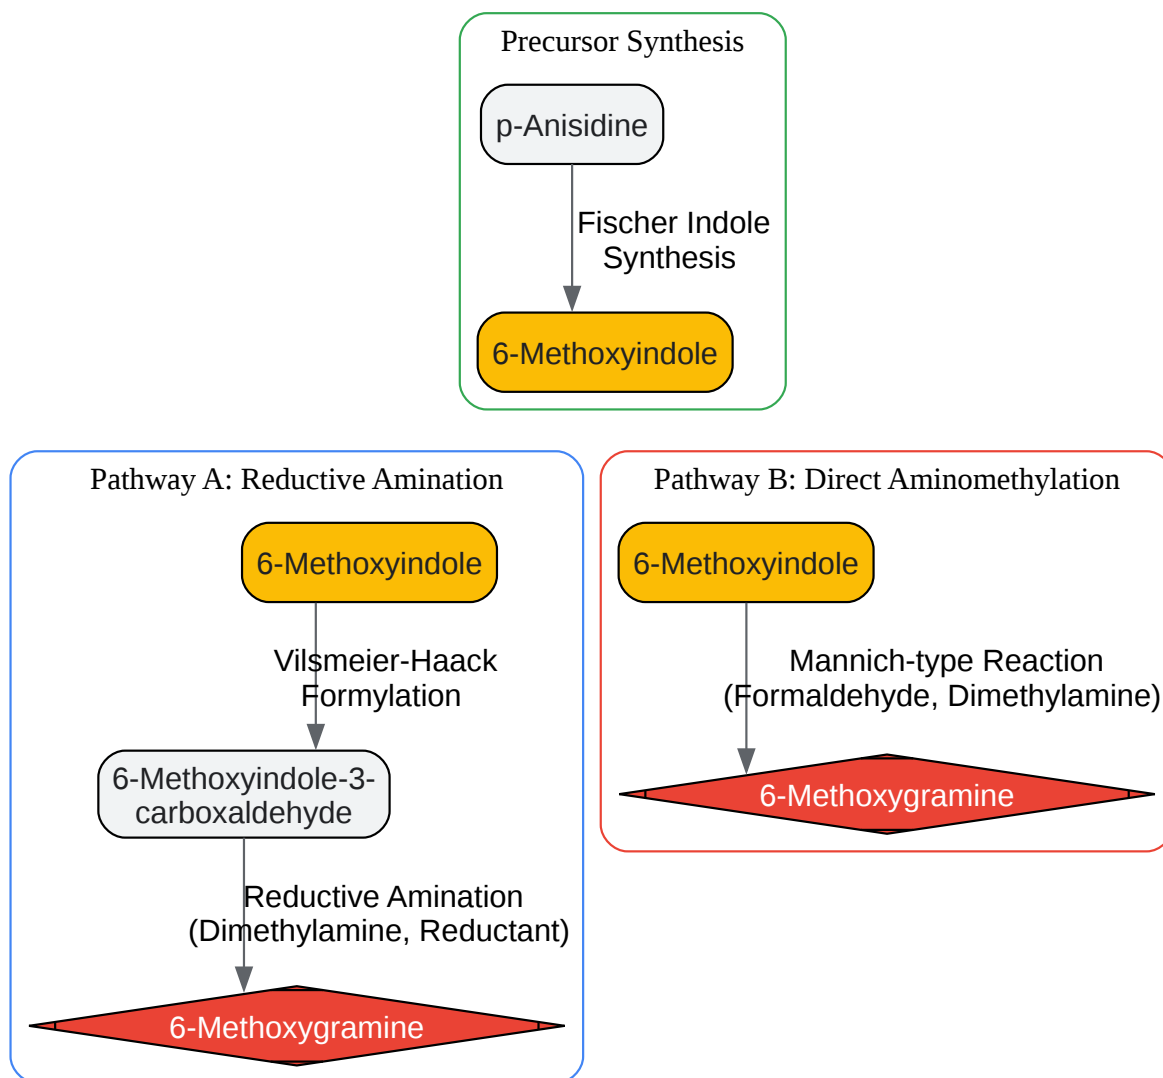 Precursor Synthesis
p-Anisidine
Fischer Indole
Synthesis
6-Methoxyindole
Pathway A: Reductive Amination
6-Methoxyindole
Vilsmeier-Haack
Formylation
6-Methoxyindole-3-
carboxaldehyde
Reductive Amination
(Dimethylamine, Reductant)
6-Methoxygramine
Pathway B: Direct Aminomethylation
6-Methoxyindole
Mannich-type Reaction
(Formaldehyde, Dimethylamine)
6-Methoxygramine